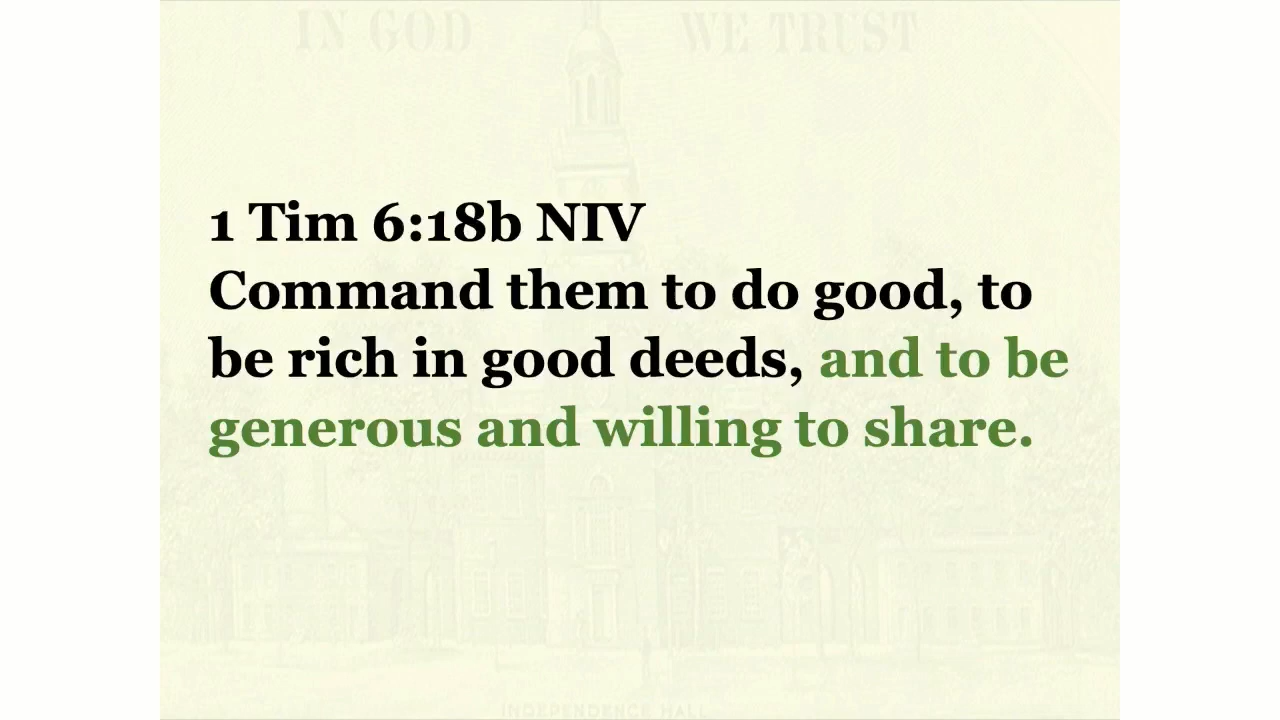 IN GOD WE TRUST
1 Tim 6:18b NIV
Command them to do good, to
be rich in good deeds, and to be
generous and willing to share.
INDEPENDENCE HALL